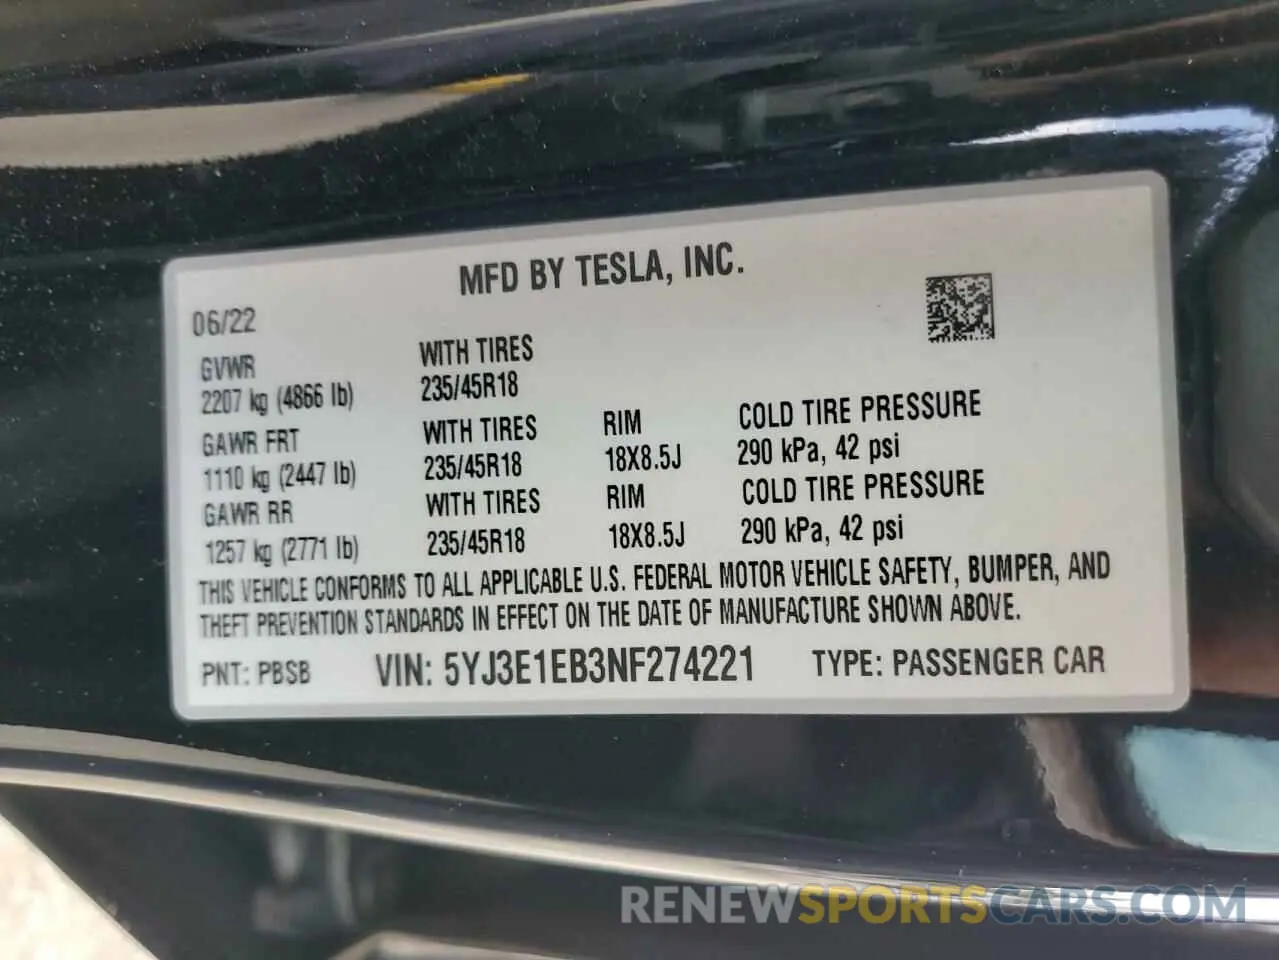 MFD BY TESLA, INC.
06/22
GVWR WITH TIRES
2207 kg (4866 lb) 235/45R18
GAWR FRT WITH TIRES RIM COLD TIRE PRESSURE
1110 kg (2447 lb) 235/45R18 18X8.5J 290 kPa, 42 psi
GAWR RR WITH TIRES RIM COLD TIRE PRESSURE
1257 kg (2771 lb) 235/45R18 18X8.5J 290 kPa, 42 psi
THIS VEHICLE CONFORMS TO ALL APPLICABLE U.S. FEDERAL MOTOR VEHICLE SAFETY, BUMPER, AND
THEFT PREVENTION STANDARDS IN EFFECT ON THE DATE OF MANUFACTURE SHOWN ABOVE.
PNT: PBSB VIN: 5YJ3E1EB3NF274221 TYPE: PASSENGER CAR
RENEWSPORTSCARS.COM